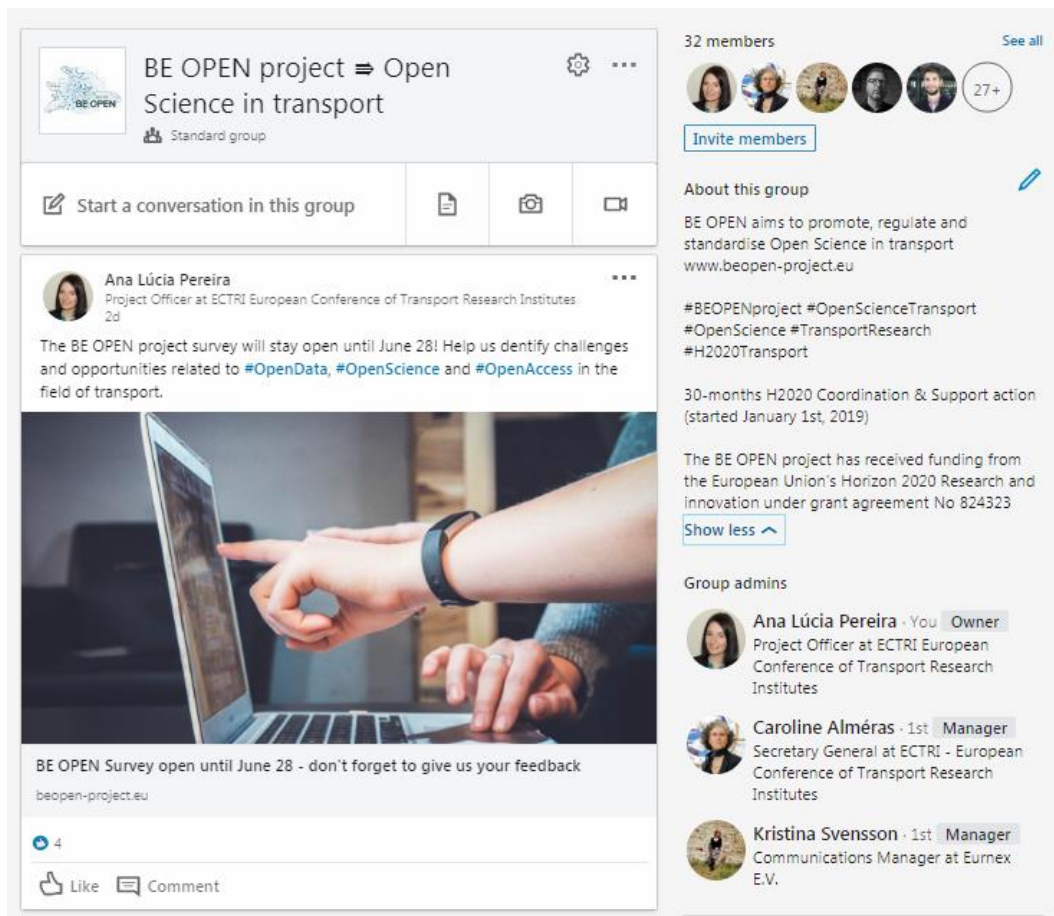 BE OPEN
BE OPEN project ⇛ Open
Science in transport
Standard group
Start a conversation in this group
Ana Lúcia Pereira
Project Officer at ECTRI European Conference of Transport Research Institutes
2d
The BE OPEN project survey will stay open until June 28! Help us dentify challenges
and opportunities related to #OpenData, #OpenScience and #OpenAccess in the
field of transport.
BE OPEN Survey open until June 28 - don't forget to give us your feedback
beopen-project.eu
4
Like Comment
32 members See all
27+
Invite members
About this group
BE OPEN aims to promote, regulate and
standardise Open Science in transport
www.beopen-project.eu
#BEOPENproject #OpenScienceTransport
#OpenScience #TransportResearch
#H2020Transport
30-months H2020 Coordination & Support action
(started January 1st, 2019)
The BE OPEN project has received funding from
the European Union's Horizon 2020 Research and
innovation under grant agreement No 824323
Show less
Group admins
Ana Lúcia Pereira · You Owner
Project Officer at ECTRI European
Conference of Transport Research
Institutes
Caroline Alméras · 1st Manager
Secretary General at ECTRI - European
Conference of Transport Research
Institutes
Kristina Svensson · 1st Manager
Communications Manager at Eurnex
E.V.